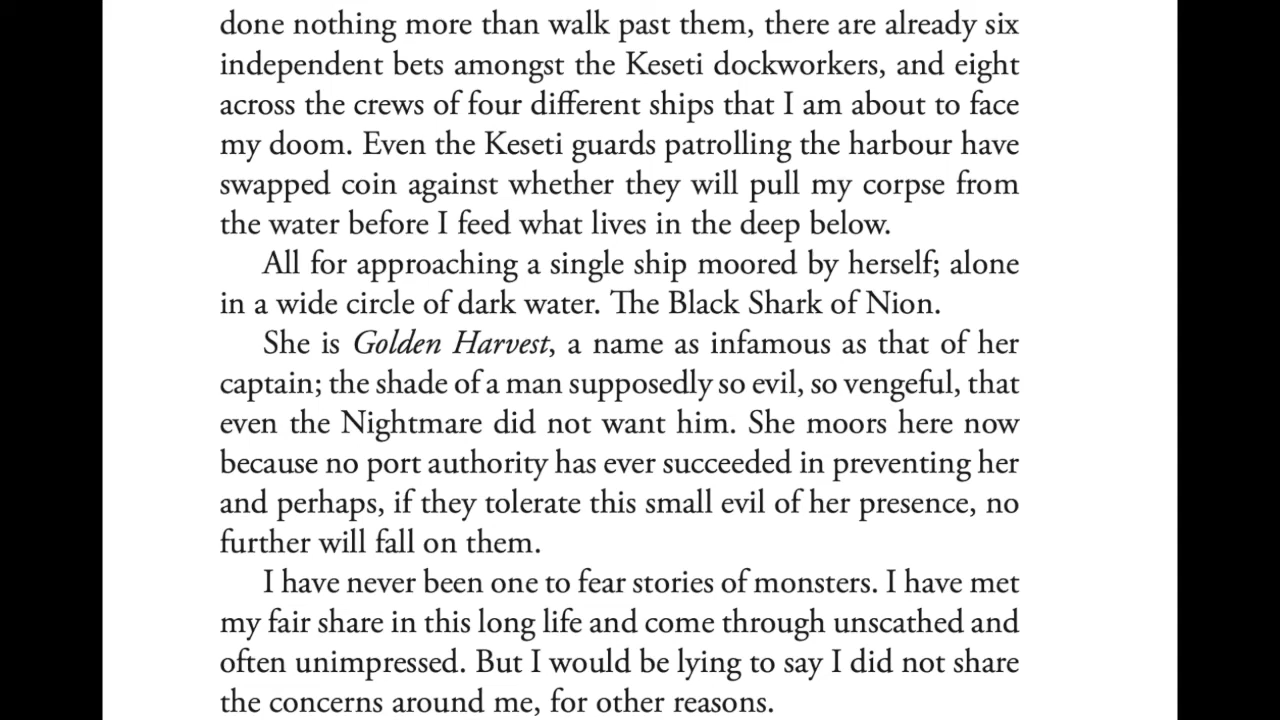 done nothing more than walk past them, there are already six
independent bets amongst the Keseti dockworkers, and eight
across the crews of four different ships that I am about to face
my doom. Even the Keseti guards patrolling the harbour have
swapped coin against whether they will pull my corpse from
the water before I feed what lives in the deep below.
All for approaching a single ship moored by herself; alone
in a wide circle of dark water. The Black Shark of Nion.
She is Golden Harvest, a name as infamous as that of her
captain; the shade of a man supposedly so evil, so vengeful, that
even the Nightmare did not want him. She moors here now
because no port authority has ever succeeded in preventing her
and perhaps, if they tolerate this small evil of her presence, no
further will fall on them.
I have never been one to fear stories of monsters. I have met
my fair share in this long life and come through unscathed and
often unimpressed. But I would be lying to say I did not share
the concerns around me, for other reasons.